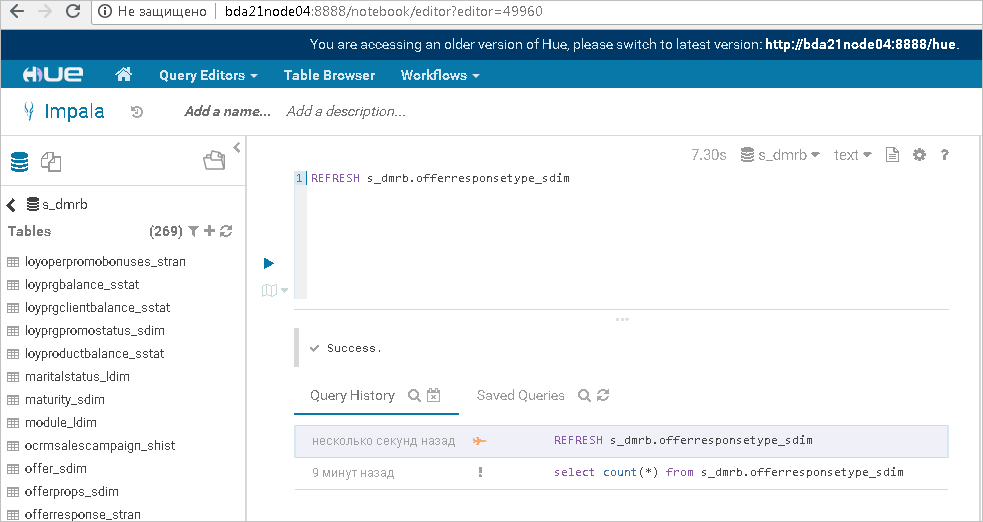 Не защищено bda21node04:8888/notebook/editor?editor=49960
You are accessing an older version of Hue, please switch to latest version: http://bda21node04:8888/hue.
HUE Query Editors Table Browser Workflows
Impala Add a name... Add a description...
7.30s s_dmrb text ?
s_dmrb
Tables (269)
loyoperpromobonuses_stran
loyprgbalance_sstat
loyprgclientbalance_sstat
loyprgpromostatus_sdim
loyproductbalance_sstat
maritalstatus_ldim
maturity_sdim
module_ldim
ocrmsalescampaign_shist
offer_sdim
offerprops_sdim
offerresponse_stran
1 REFRESH s_dmrb.offerresponsetype_sdim
Success.
Query History Saved Queries
несколько секунд назад REFRESH s_dmrb.offerresponsetype_sdim
9 минут назад ! select count(*) from s_dmrb.offerresponsetype_sdim